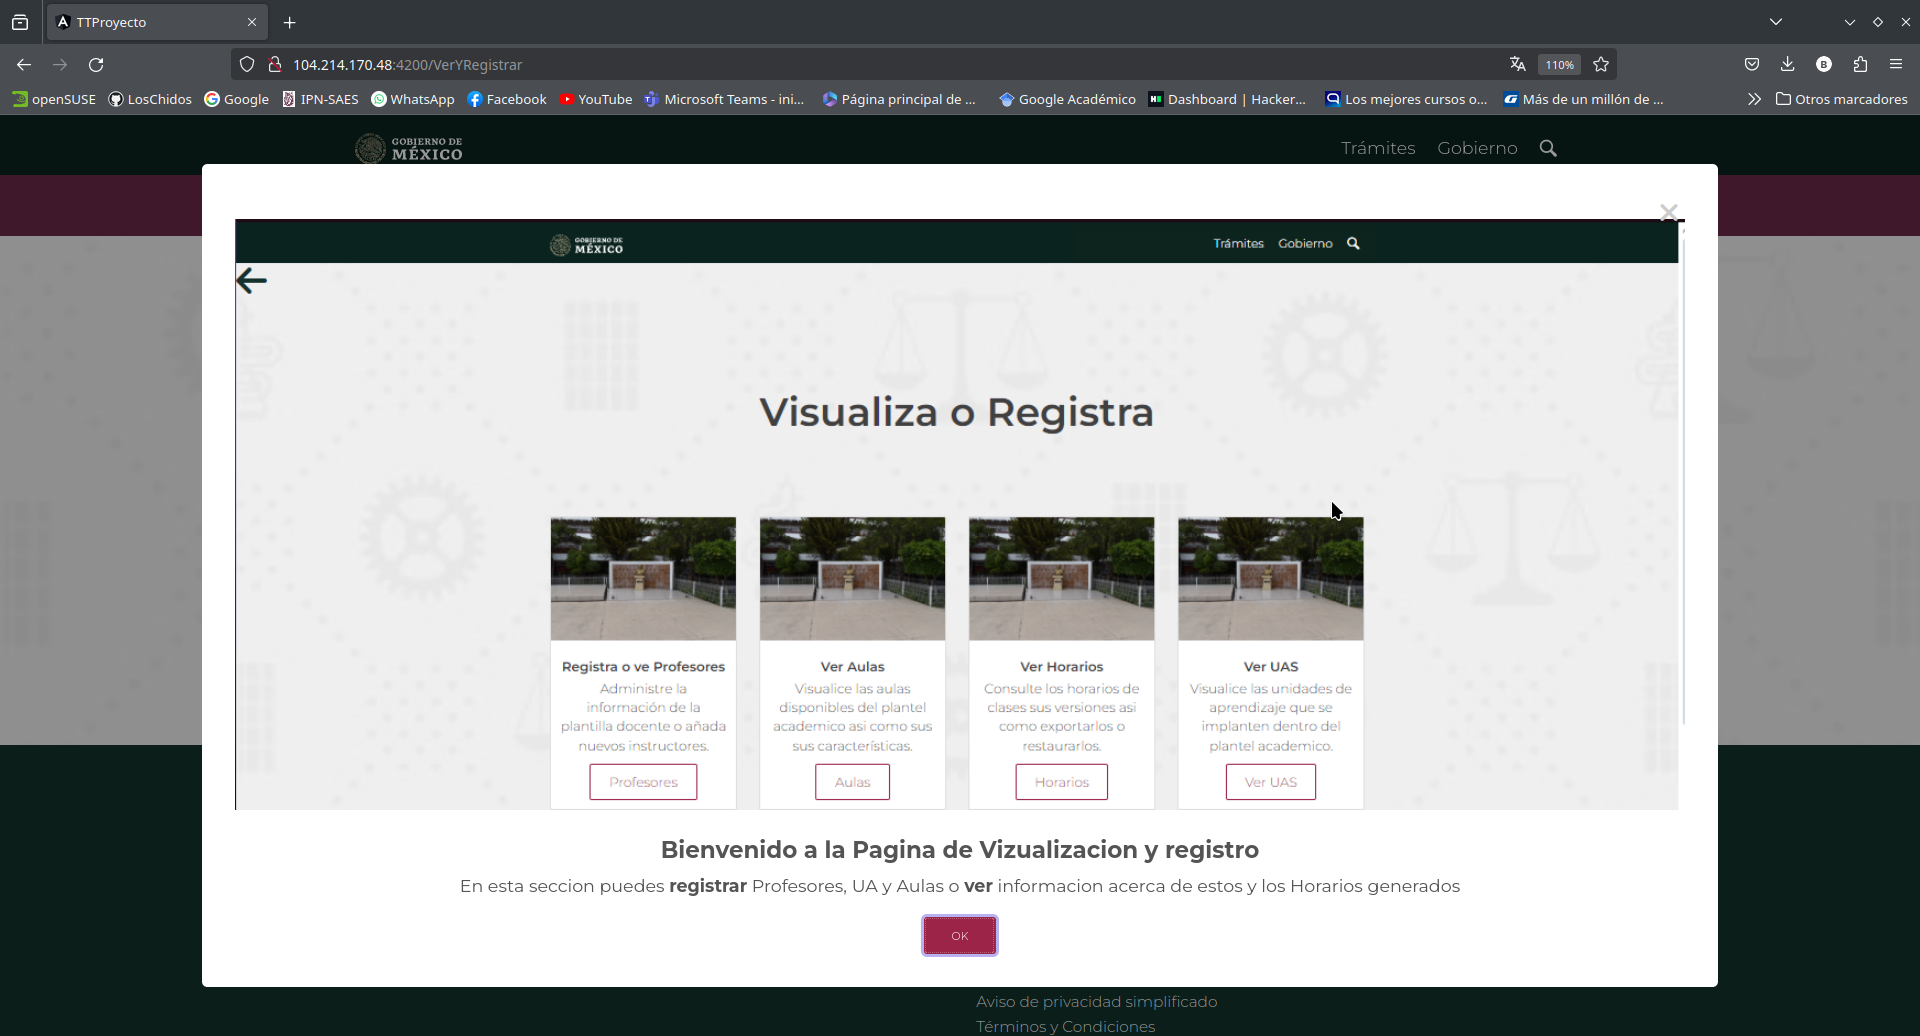 TTProyecto
104.214.170.48:4200/VerYRegistrar
110%
openSUSE LosChidos Google IPN-SAES WhatsApp Facebook YouTube Microsoft Teams - ini... Página principal de ... Google Académico Dashboard | Hacker... Los mejores cursos o... Más de un millón de ... Otros marcadores
GOBIERNO DE
MÉXICO
Trámites Gobierno
GOBIERNO DE
MÉXICO
Trámites Gobierno
Visualiza o Registra
Registra o ve Profesores
Administre la
información de la
plantilla docente o añada
nuevos instructores.
Profesores
Ver Aulas
Visualice las aulas
disponibles del plantel
academico asi como sus
sus características.
Aulas
Ver Horarios
Consulte los horarios de
clases sus versiones asi
como exportarlos o
restaurarlos.
Horarios
Ver UAS
Visualice las unidades de
aprendizaje que se
implanten dentro del
plantel academico.
Ver UAS
Bienvenido a la Pagina de Vizualizacion y registro
En esta seccion puedes registrar Profesores, UA y Aulas o ver informacion acerca de estos y los Horarios generados
OK
Aviso de privacidad simplificado
Términos y Condiciones